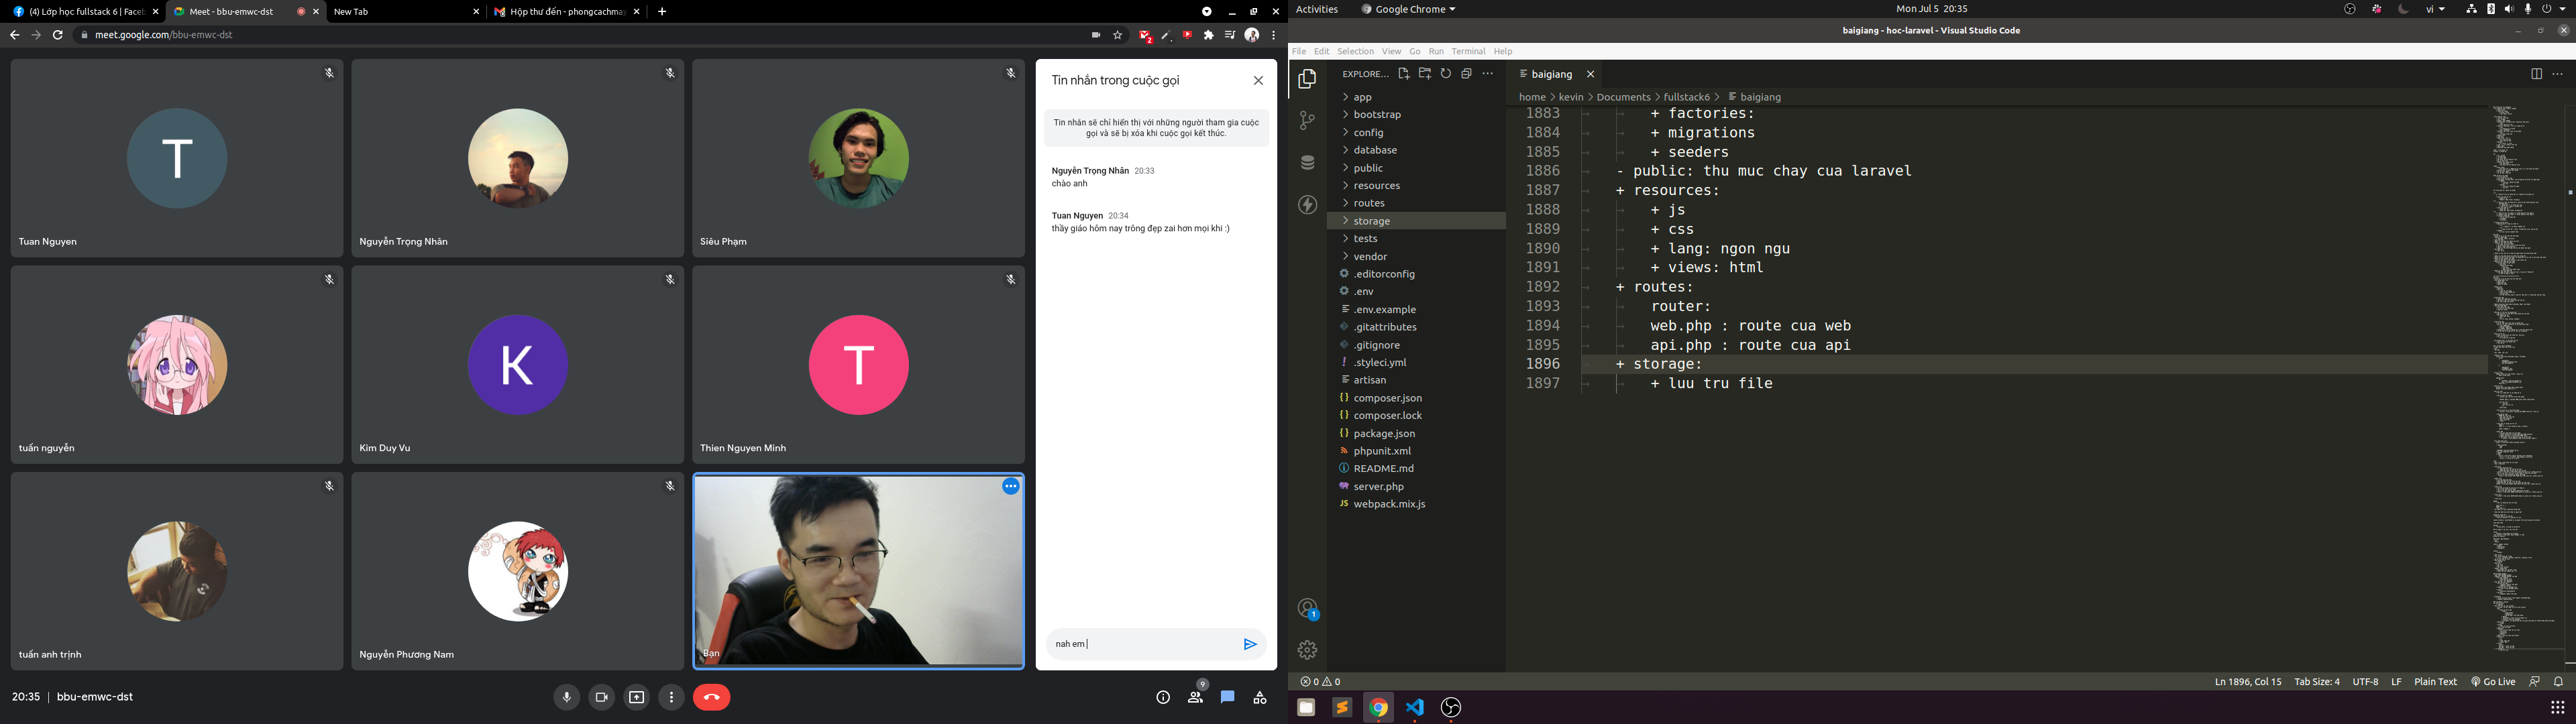 (4) Lớp học fullstack 6 | Faceb
Meet - bbu-emwc-dst
New Tab
Hộp thư đến - phongcachmay
meet.google.com/bbu-emwc-dst
2
T
Tuan Nguyen
Nguyễn Trọng Nhân
Siêu Phạm
tuấn nguyễn
K
Kim Duy Vu
T
Thien Nguyen Minh
tuấn anh trịnh
Nguyễn Phương Nam
Bạn
Tin nhắn trong cuộc gọi
Tin nhắn sẽ chỉ hiển thị với những người tham gia cuộc
gọi và sẽ bị xóa khi cuộc gọi kết thúc.
Nguyễn Trọng Nhân 20:33
chào anh
Tuan Nguyen 20:34
thầy giáo hôm nay trông đẹp zai hơn mọi khi :)
nah em
20:35 | bbu-emwc-dst
9
Activities
Google Chrome
Mon Jul 5 20:35
vi
baigiang - hoc-laravel - Visual Studio Code
File Edit Selection View Go Run Terminal Help
EXPLORE...
app
bootstrap
config
database
public
resources
routes
storage
tests
vendor
.editorconfig
.env
.env.example
.gitattributes
.gitignore
! .styleci.yml
artisan
{} composer.json
{} composer.lock
{} package.json
phpunit.xml
README.md
server.php
JS webpack.mix.js
1
baigiang
home > kevin > Documents > fullstack6 > baigiang
1883 + factories:
1884 + migrations
1885 + seeders
1886 - public: thu muc chay cua laravel
1887 + resources:
1888 + js
1889 + css
1890 + lang: ngon ngu
1891 + views: html
1892 + routes:
1893 router:
1894 web.php : route cua web
1895 api.php : route cua api
1896 + storage:
1897 + luu tru file
0 0
Ln 1896, Col 15 Tab Size: 4 UTF-8 LF Plain Text Go Live